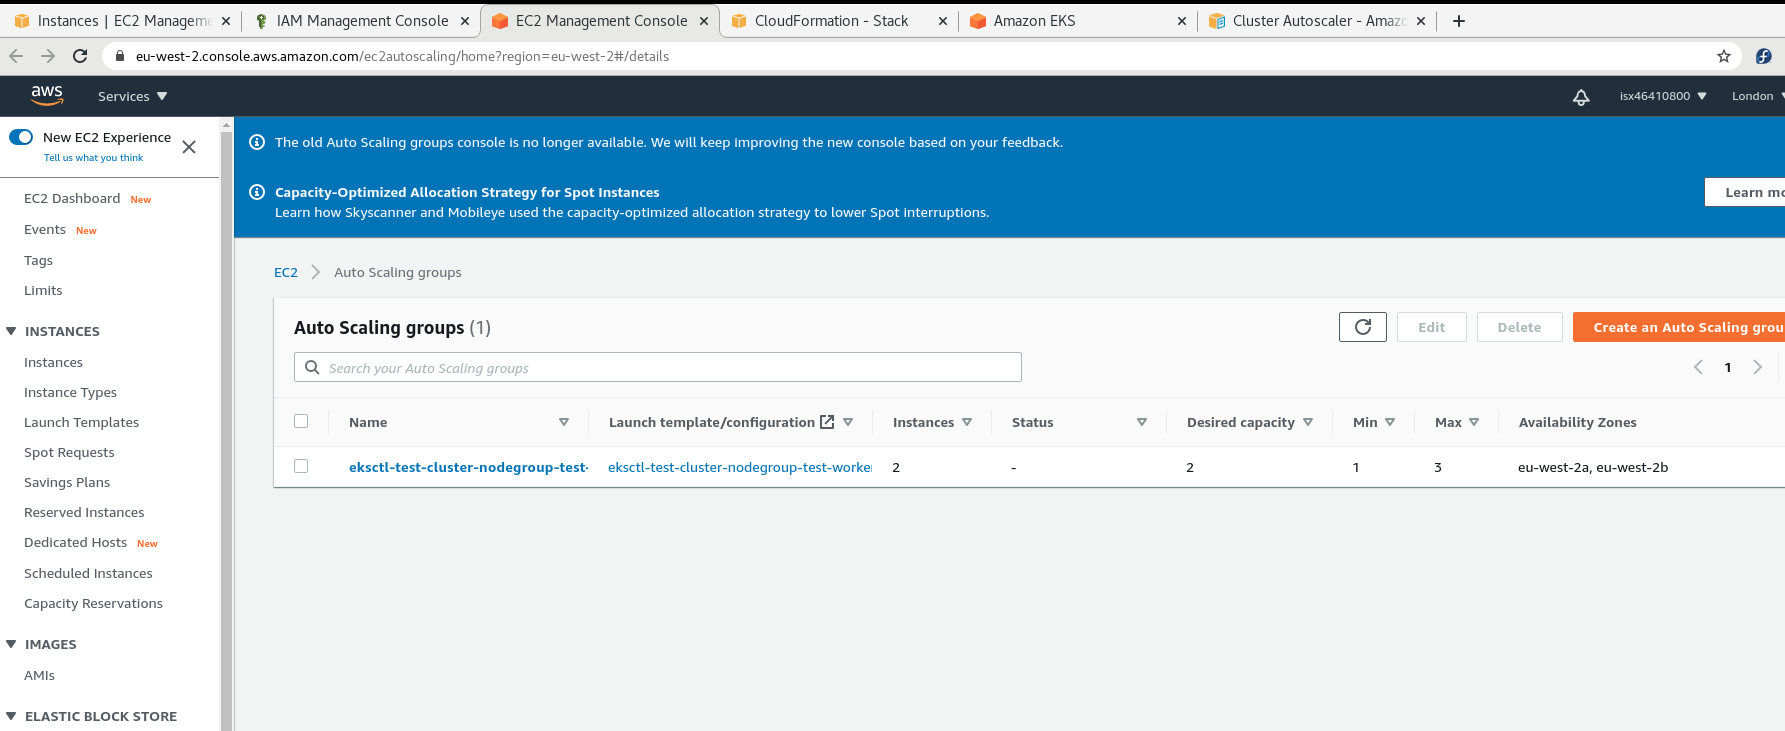 Instances | EC2 Manageme
IAM Management Console
EC2 Management Console
CloudFormation - Stack
Amazon EKS
Cluster Autoscaler - Amazo
eu-west-2.console.aws.amazon.com/ec2autoscaling/home?region=eu-west-2#/details
aws
Services
isx46410800
London
New EC2 Experience
Tell us what you think
EC2 Dashboard New
Events New
Tags
Limits
INSTANCES
Instances
Instance Types
Launch Templates
Spot Requests
Savings Plans
Reserved Instances
Dedicated Hosts New
Scheduled Instances
Capacity Reservations
IMAGES
AMIs
ELASTIC BLOCK STORE
The old Auto Scaling groups console is no longer available. We will keep improving the new console based on your feedback.
Capacity-Optimized Allocation Strategy for Spot Instances
Learn how Skyscanner and Mobileye used the capacity-optimized allocation strategy to lower Spot interruptions.
Learn mo
EC2 Auto Scaling groups
Auto Scaling groups (1)
Edit
Delete
Create an Auto Scaling grou
Search your Auto Scaling groups
1
Name Launch template/configuration Instances Status Desired capacity Min Max Availability Zones
eksctl-test-cluster-nodegroup-test- eksctl-test-cluster-nodegroup-test-worke 2 - 2 1 3 eu-west-2a, eu-west-2b